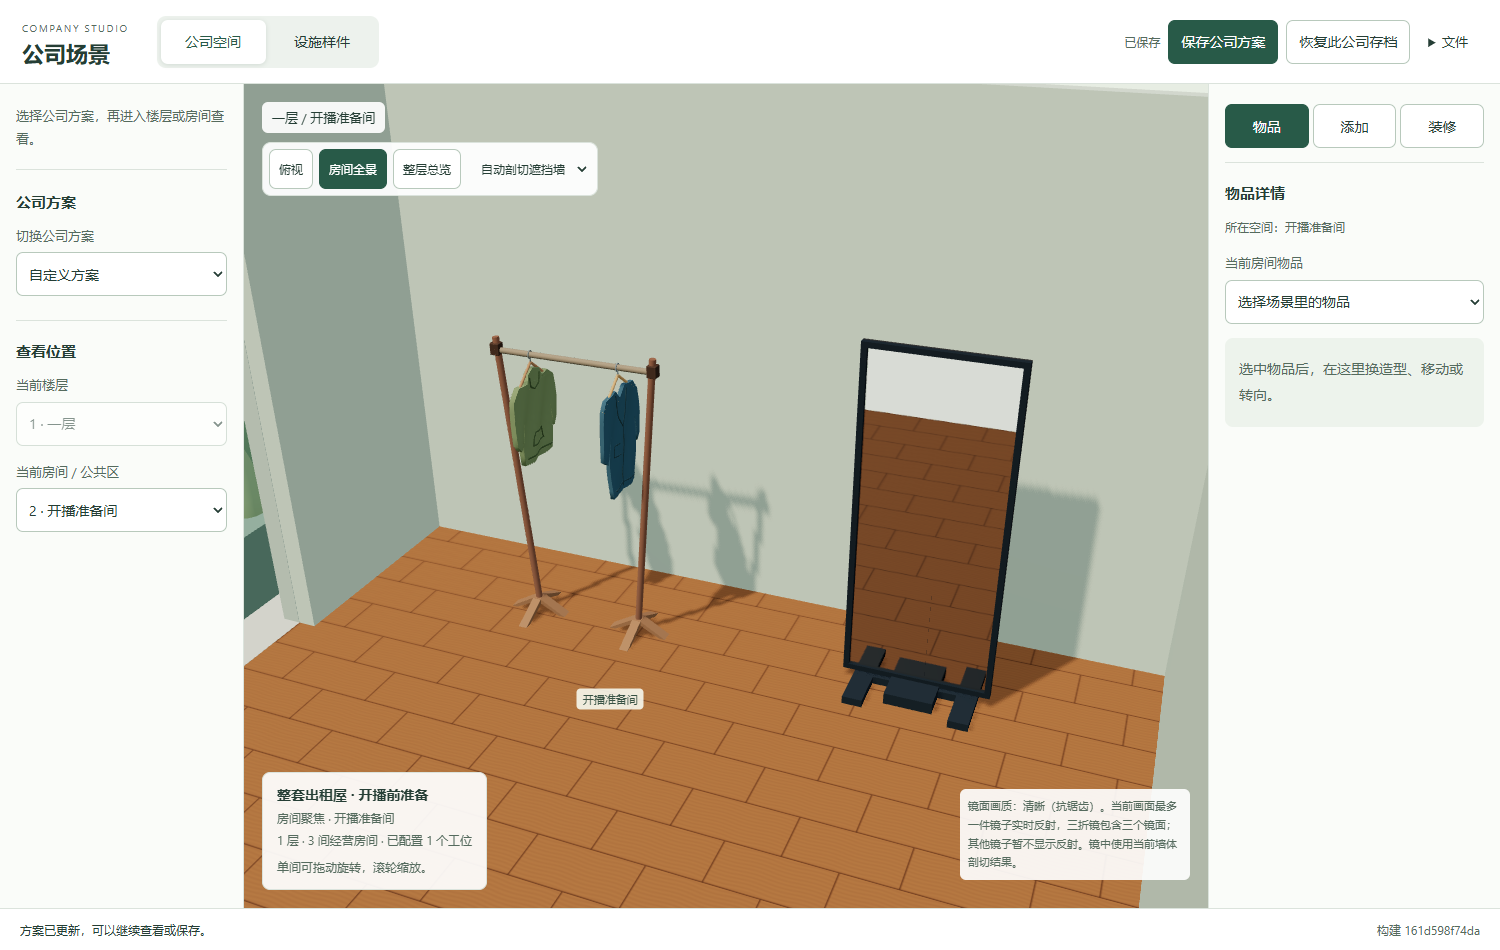 COMPANY STUDIO
公司场景
公司空间
设施样件
已保存
保存公司方案
恢复此公司存档
▶ 文件
选择公司方案，再进入楼层或房间查
看。
公司方案
切换公司方案
自定义方案
查看位置
当前楼层
1 · 一层
当前房间 / 公共区
2 · 开播准备间
一层 / 开播准备间
俯视
房间全景
整层总览
自动剖切遮挡墙
开播准备间
整套出租屋 · 开播前准备
房间聚焦 · 开播准备间
1 层 · 3 间经营房间 · 已配置 1 个工位
单间可拖动旋转，滚轮缩放。
镜面画质：清晰（抗锯齿）。当前画面最多
一件镜子实时反射，三折镜包含三个镜面；
其他镜子暂不显示反射。镜中使用当前墙体
剖切结果。
物品
添加
装修
物品详情
所在空间：开播准备间
当前房间物品
选择场景里的物品
选中物品后，在这里换造型、移动或
转向。
方案已更新，可以继续查看或保存。
构建 161d598f74da